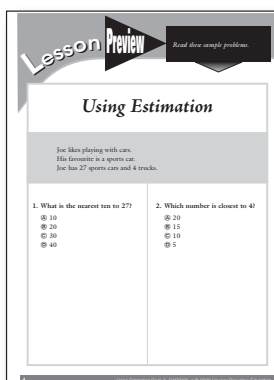 Lesson Preview
Read these sample problems.
Using Estimation
Joe likes playing with cars.
His favourite is a sports car.
Joe has 27 sports cars and 4 trucks.
1. What is the nearest ten to 27?
Ⓐ 10
Ⓑ 20
Ⓒ 30
Ⓓ 40
2. Which number is closest to 4?
Ⓐ 20
Ⓑ 15
Ⓒ 10
Ⓓ 5